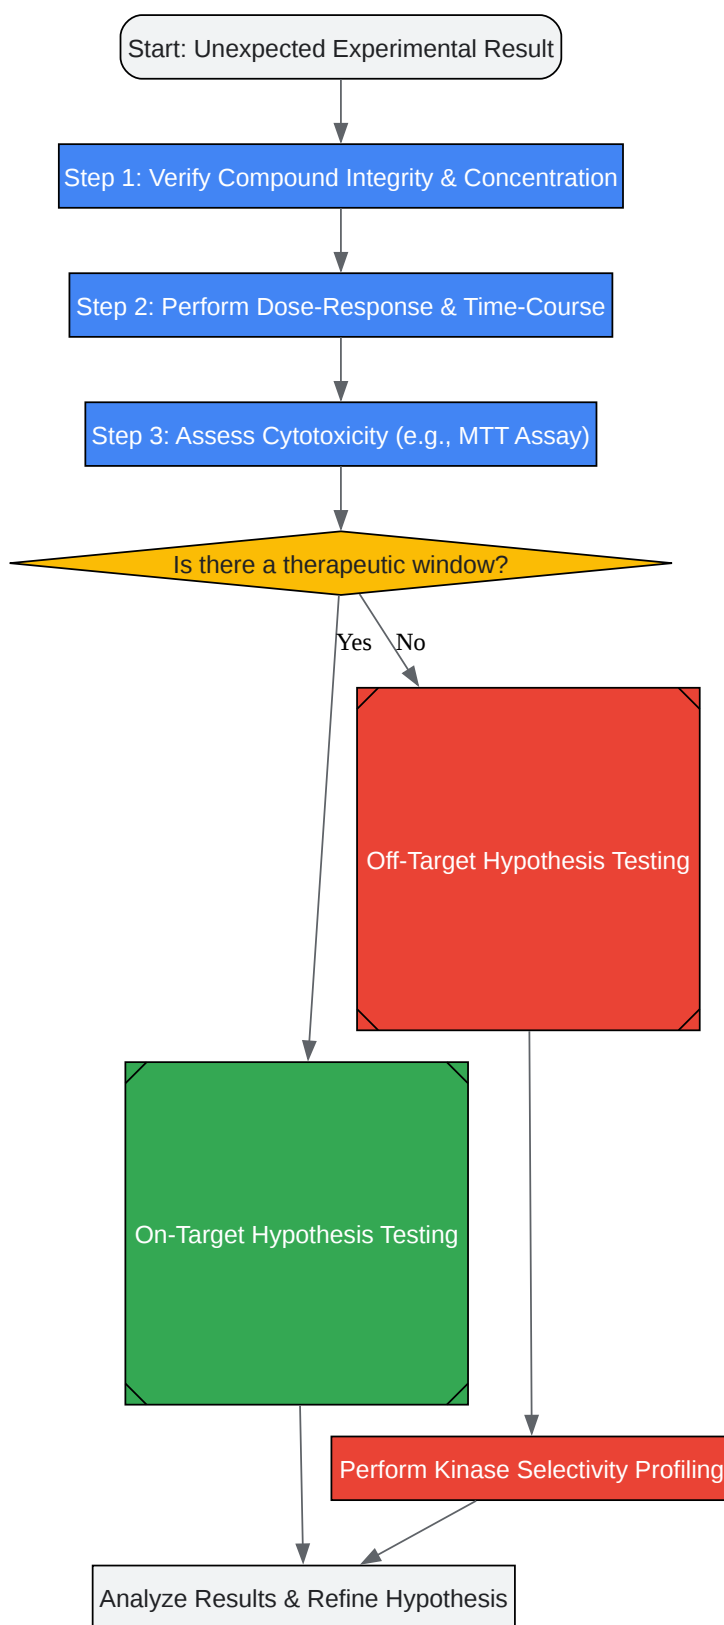 Start: Unexpected Experimental Result
Step 1: Verify Compound Integrity & Concentration
Step 2: Perform Dose-Response & Time-Course
Step 3: Assess Cytotoxicity (e.g., MTT Assay)
Is there a therapeutic window?
Yes
No
Off-Target Hypothesis Testing
On-Target Hypothesis Testing
Perform Kinase Selectivity Profiling
Analyze Results & Refine Hypothesis